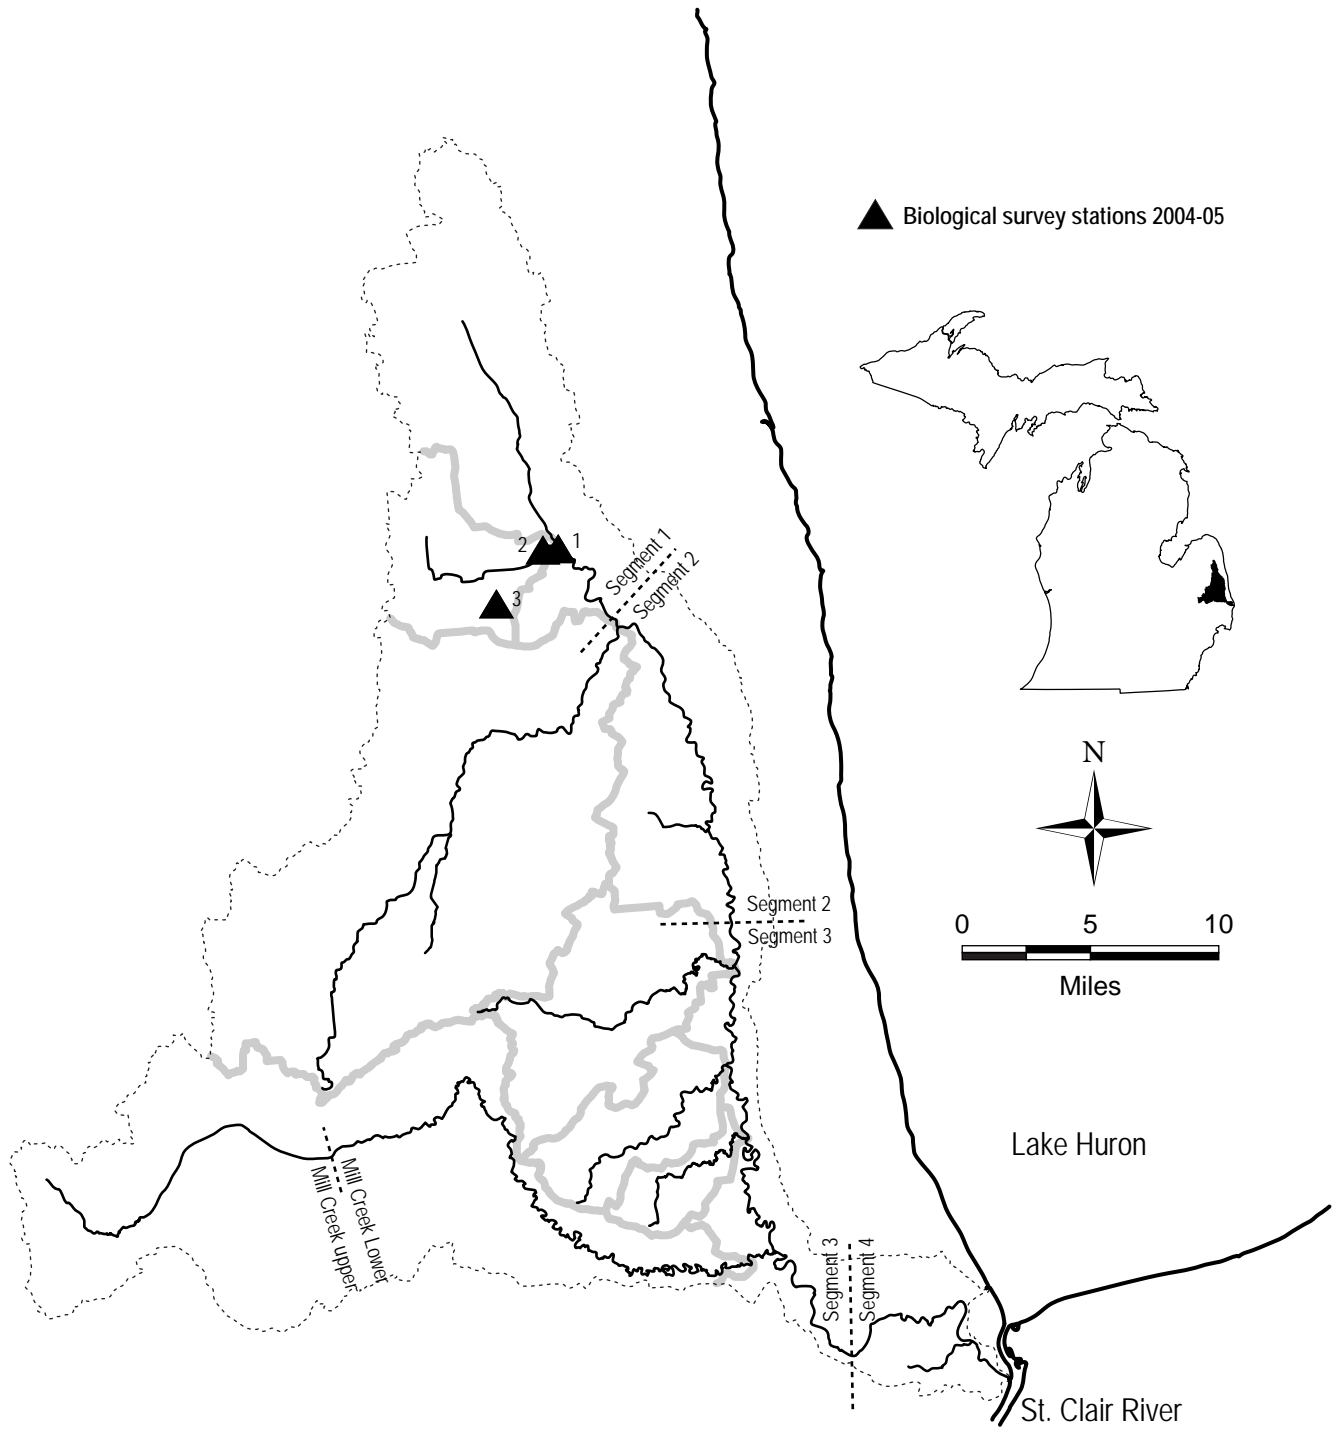 Biological survey stations 2004-05
1
2
3
Segment 1
Segment 2
N
Segment 2
Segment 3
0 5 10
Miles
Lake Huron
Mill Creek Lower
Mill Creek upper
Segment 3
Segment 4
St. Clair River